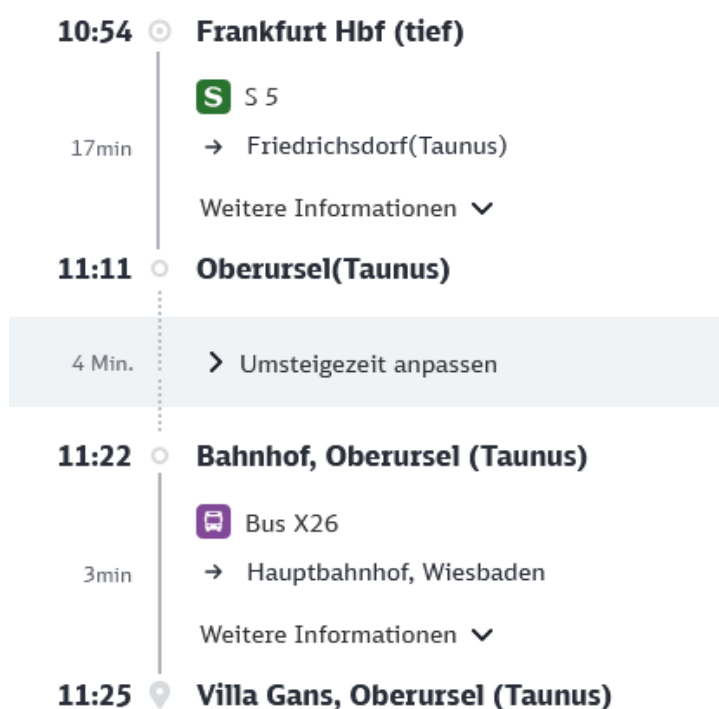 10:54 Frankfurt Hbf (tief)
S S 5
17min → Friedrichsdorf(Taunus)
Weitere Informationen
11:11 Oberursel(Taunus)
4 Min. Umsteigezeit anpassen
11:22 Bahnhof, Oberursel (Taunus)
Bus X26
3min → Hauptbahnhof, Wiesbaden
Weitere Informationen
11:25 Villa Gans, Oberursel (Taunus)